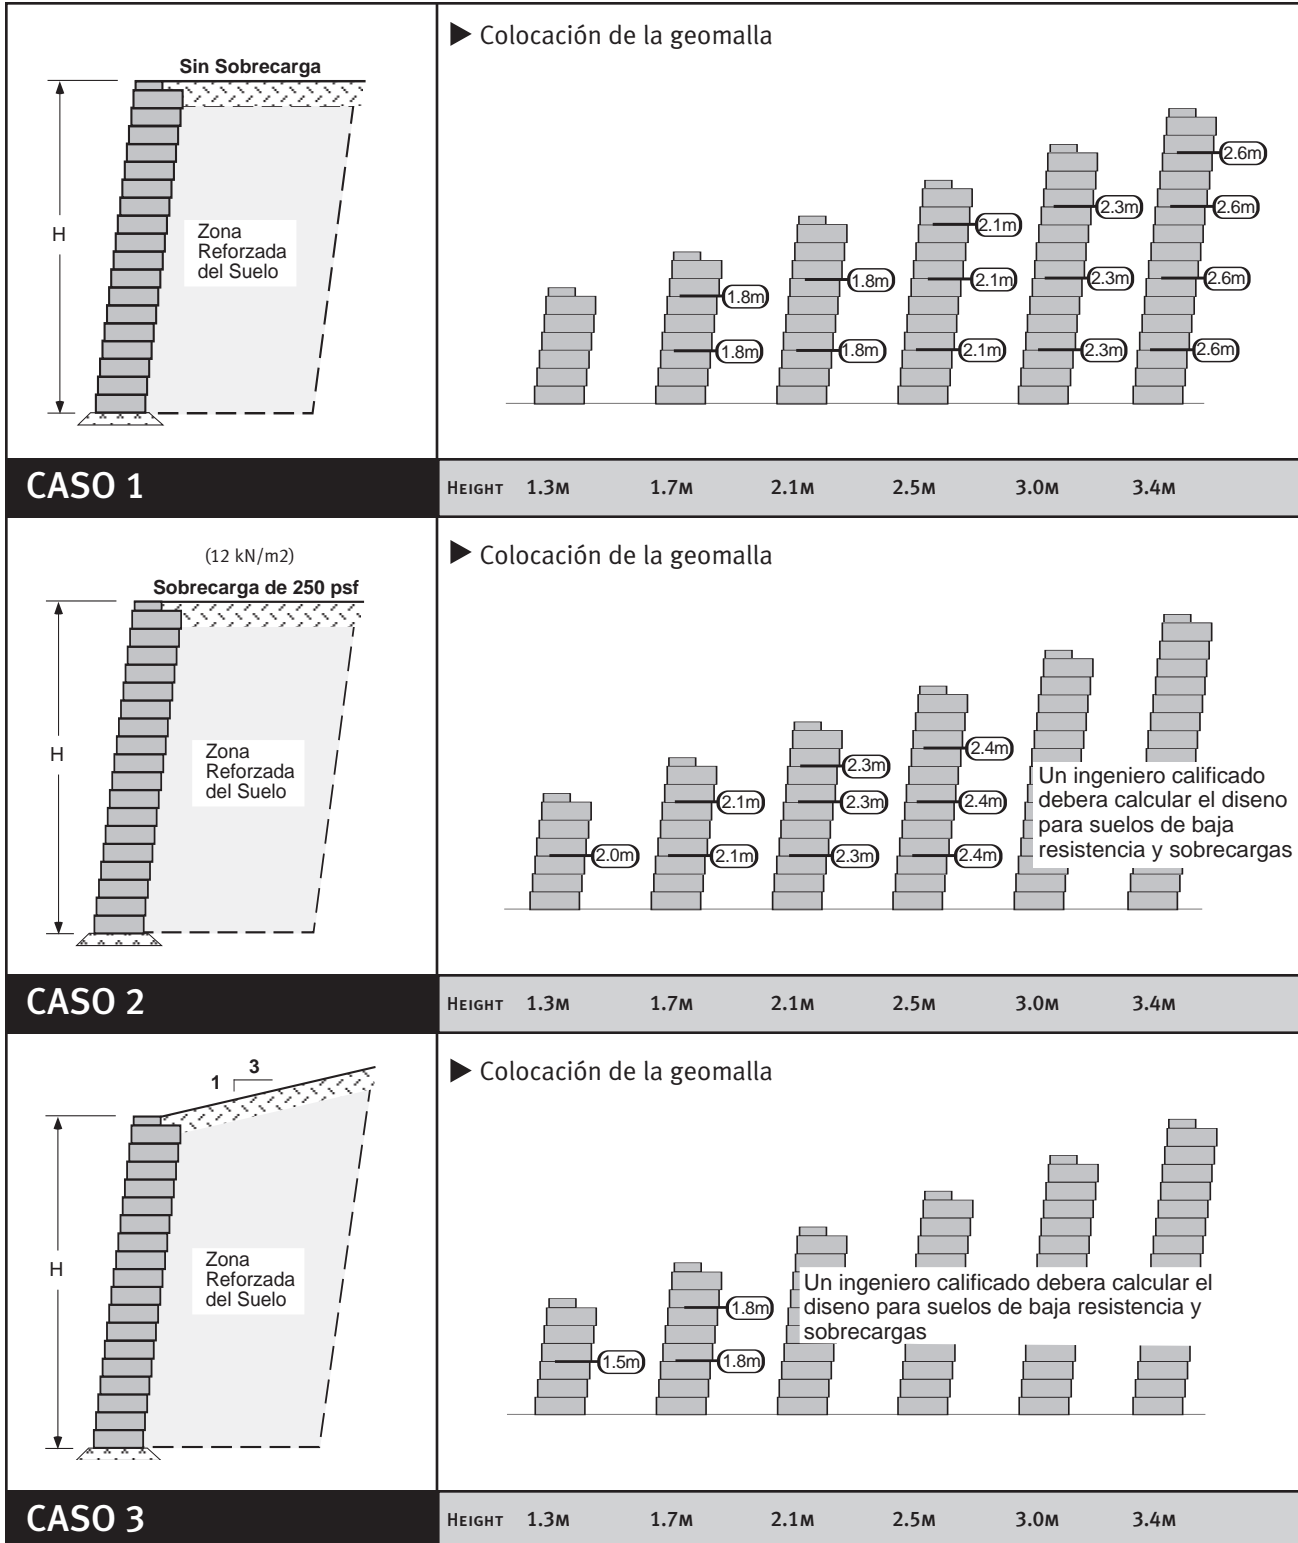 Sin Sobrecarga
H
Zona
Reforzada
del Suelo
▶ Colocación de la geomalla
2.6m
2.3m
2.6m
2.1m
1.8m
1.8m
2.1m
2.3m
2.6m
1.8m
1.8m
2.1m
2.3m
2.6m
CASO 1
HEIGHT 1.3M 1.7M 2.1M 2.5M 3.0M 3.4M
(12 kN/m2)
Sobrecarga de 250 psf
H
Zona
Reforzada
del Suelo
▶ Colocación de la geomalla
2.4m
2.3m
2.1m
2.3m
2.4m
2.0m
2.1m
2.3m
2.4m
Un ingeniero calificado
debera calcular el diseno
para suelos de baja
resistencia y sobrecargas
CASO 2
HEIGHT 1.3M 1.7M 2.1M 2.5M 3.0M 3.4M
1 3
H
Zona
Reforzada
del Suelo
▶ Colocación de la geomalla
1.8m
1.5m
1.8m
Un ingeniero calificado debera calcular el
diseno para suelos de baja resistencia y
sobrecargas
CASO 3
HEIGHT 1.3M 1.7M 2.1M 2.5M 3.0M 3.4M